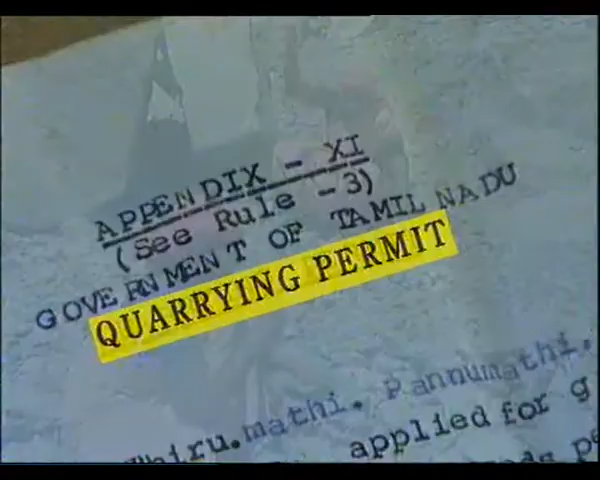 APPENDIX - XI
(See Rule - 3)
GOVERNMENT OF TAMIL NADU
QUARRYING PERMIT
Thiru.mathi. Pannumathi.
applied for g